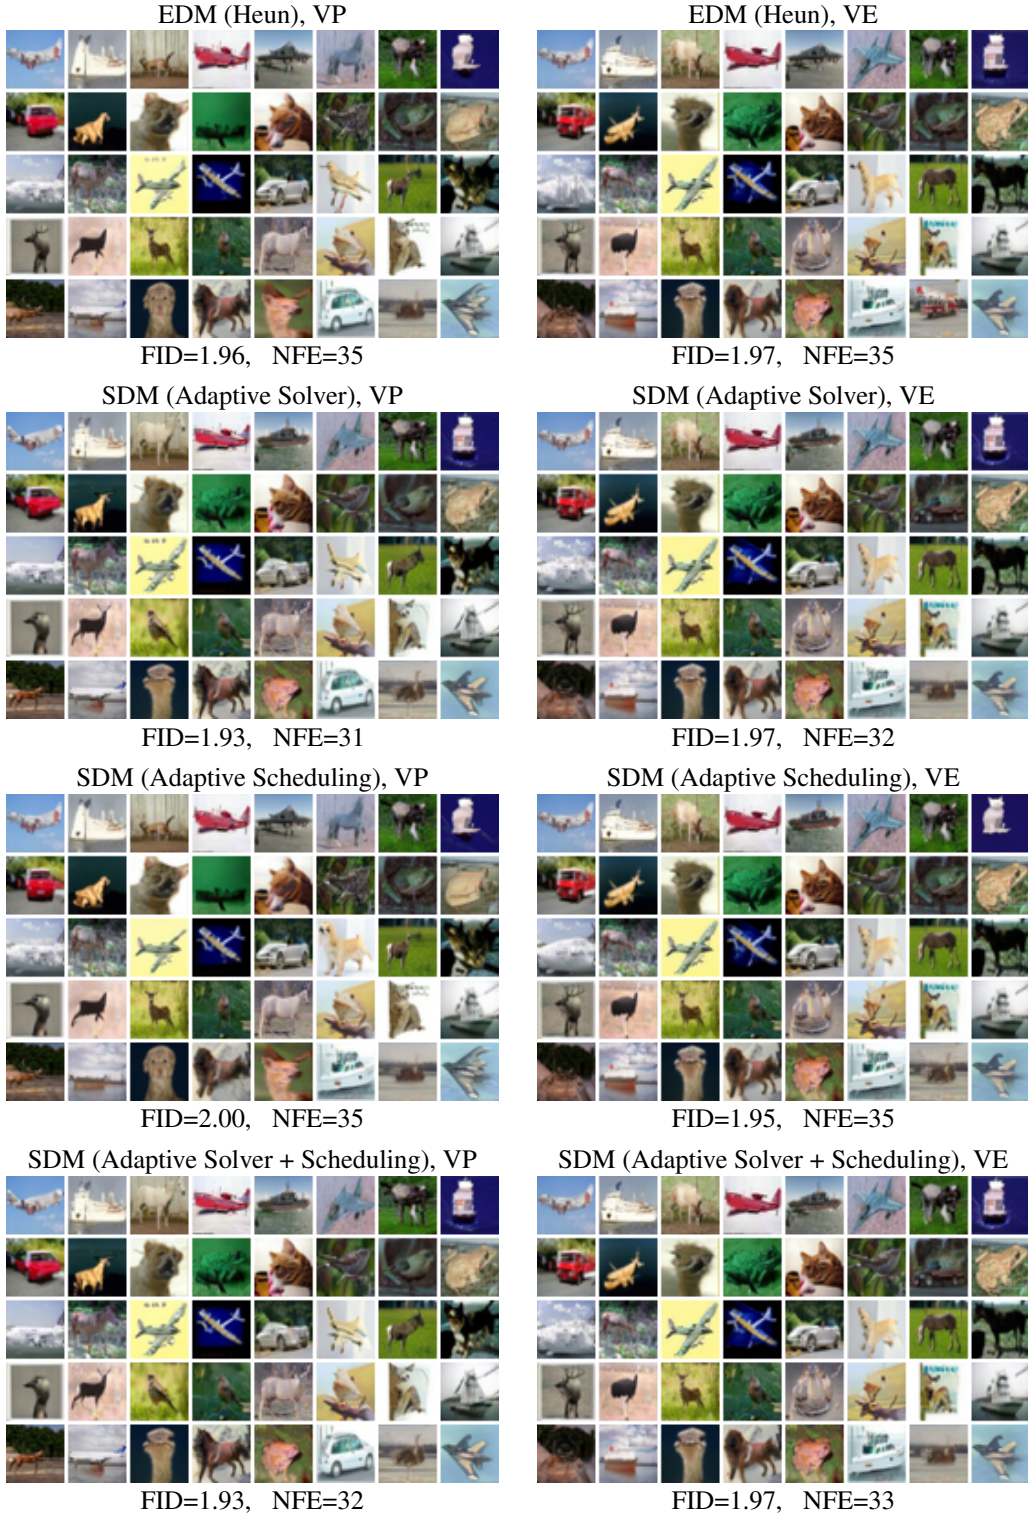 EDM (Heun), VP
EDM (Heun), VE
FID=1.96, NFE=35
FID=1.97, NFE=35
SDM (Adaptive Solver), VP
SDM (Adaptive Solver), VE
FID=1.93, NFE=31
FID=1.97, NFE=32
SDM (Adaptive Scheduling), VP
SDM (Adaptive Scheduling), VE
FID=2.00, NFE=35
FID=1.95, NFE=35
SDM (Adaptive Solver + Scheduling), VP
SDM (Adaptive Solver + Scheduling), VE
FID=1.93, NFE=32
FID=1.97, NFE=33